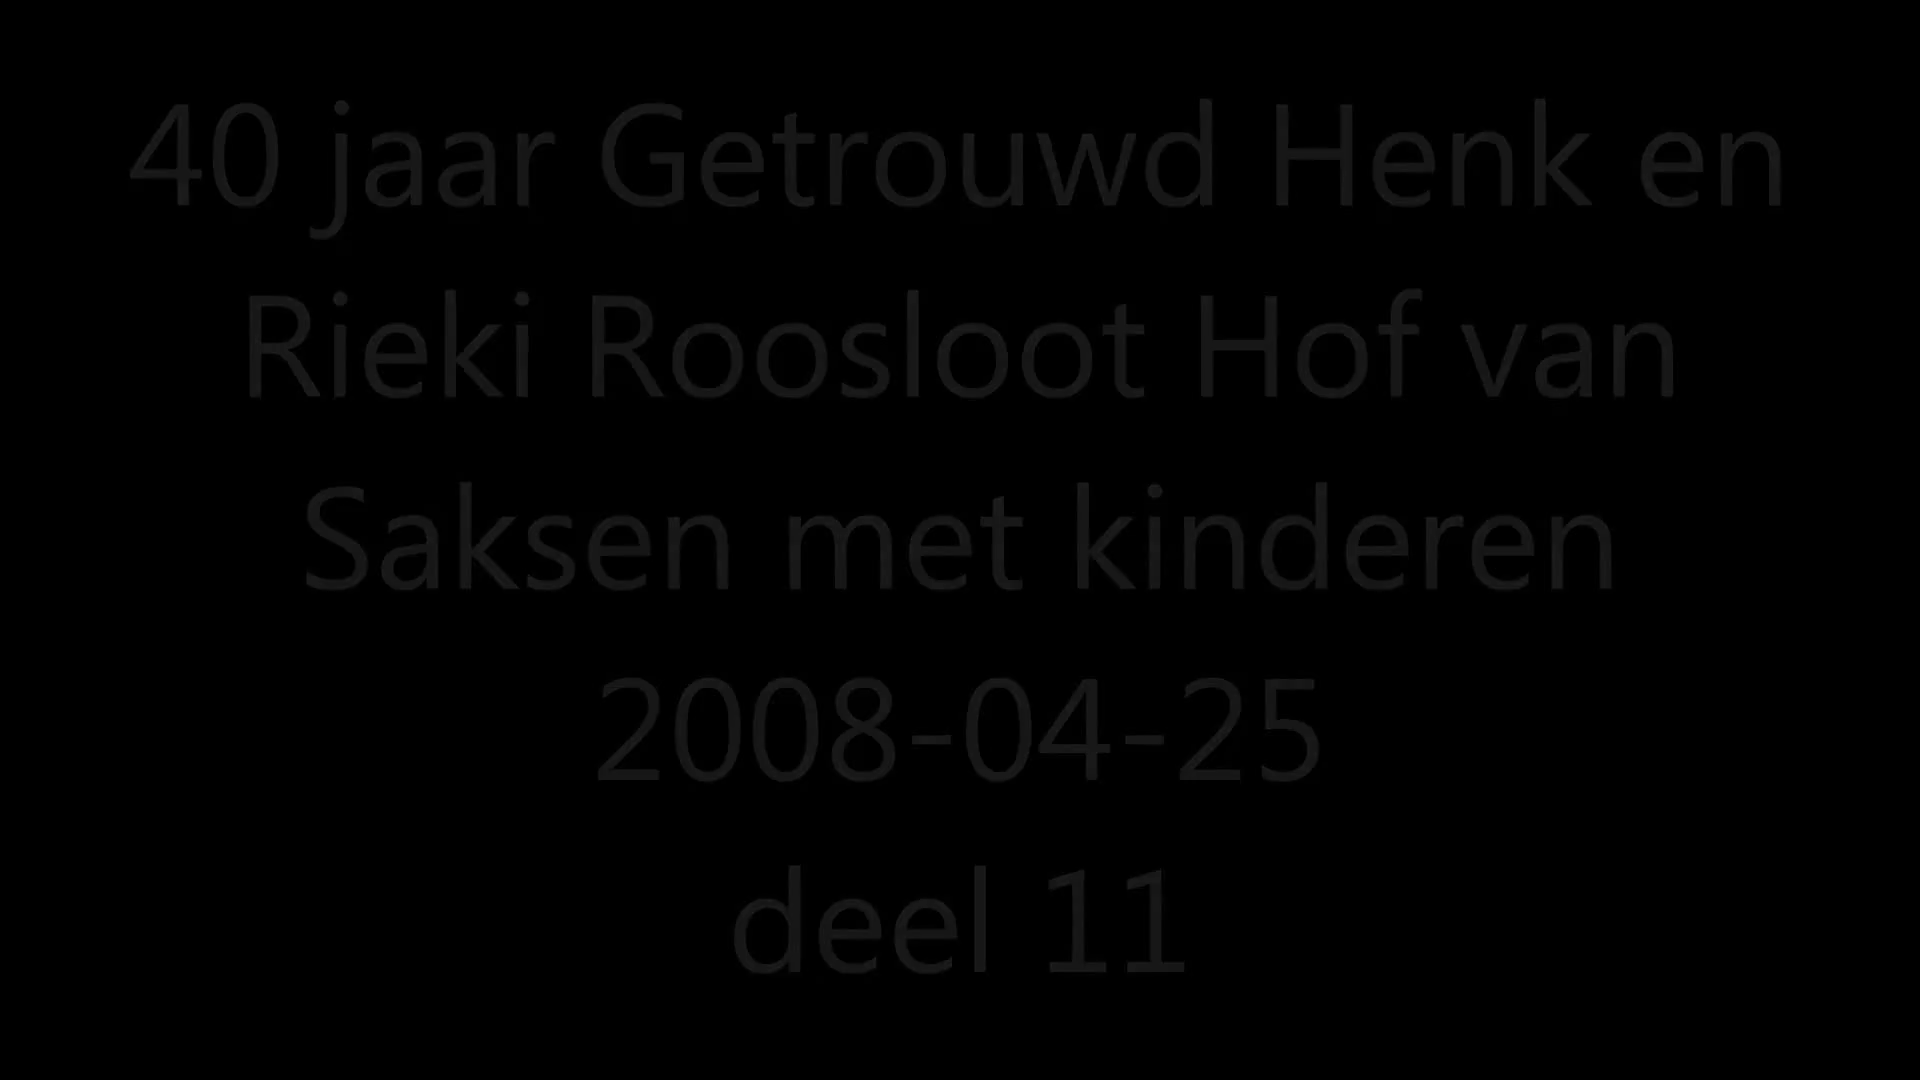 40 jaar Getrouwd Henk en
Rieki Roosloot Hof van
Saksen met kinderen
2008-04-25
deel 11